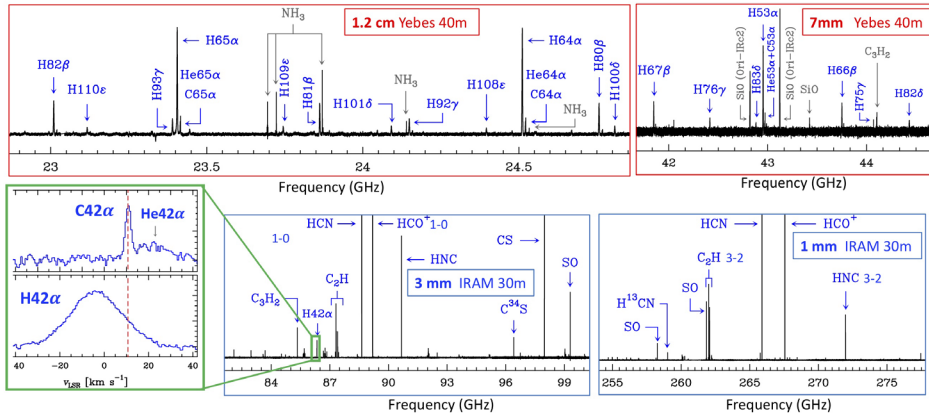 1.2 cm Yebes 40m
NH₃
H65α
H64α
H82β
H110ε
H93γ
He65α
C65α
H109ε
H81β
NH₃
H101δ
H92γ
H108ε
He64α
C64α
NH₃
H80β
H100δ
23
23.5
24
24.5
Frequency (GHz)
7mm Yebes 40m
H67β
H76γ
SiO (Ori-IRc2)
H83δ
H53α
He53α+C53α
SiO (Ori-IRc2)
SiO
H66β
H75γ
C₃H₂
H82δ
42
43
44
Frequency (GHz)
C42α
He42α
H42α
40
20
0
20
40
vLSR [km s⁻¹]
1-0
HCN
HCO⁺ 1-0
HNC
CS
SO
3 mm IRAM 30m
C₃H₂
C₂H
H42α
C³⁴S
84
87
90
93
96
99
Frequency (GHz)
HCN
HCO⁺
1 mm IRAM 30m
C₂H 3-2
HNC 3-2
SO
H¹³CN
SO
255
260
265
270
275
Frequency (GHz)